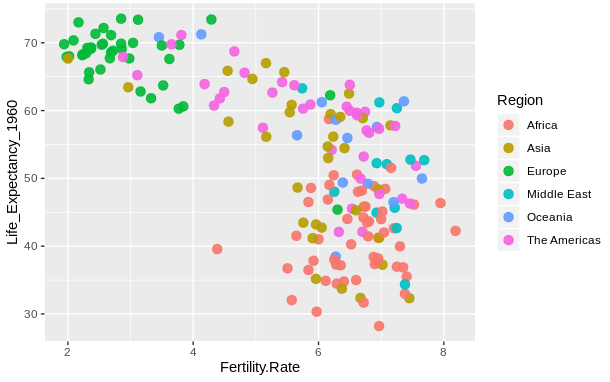 Life_Expectancy_1960
70
60
50
40
30
2
4
6
8
Fertility.Rate
Region
Africa
Asia
Europe
Middle East
Oceania
The Americas